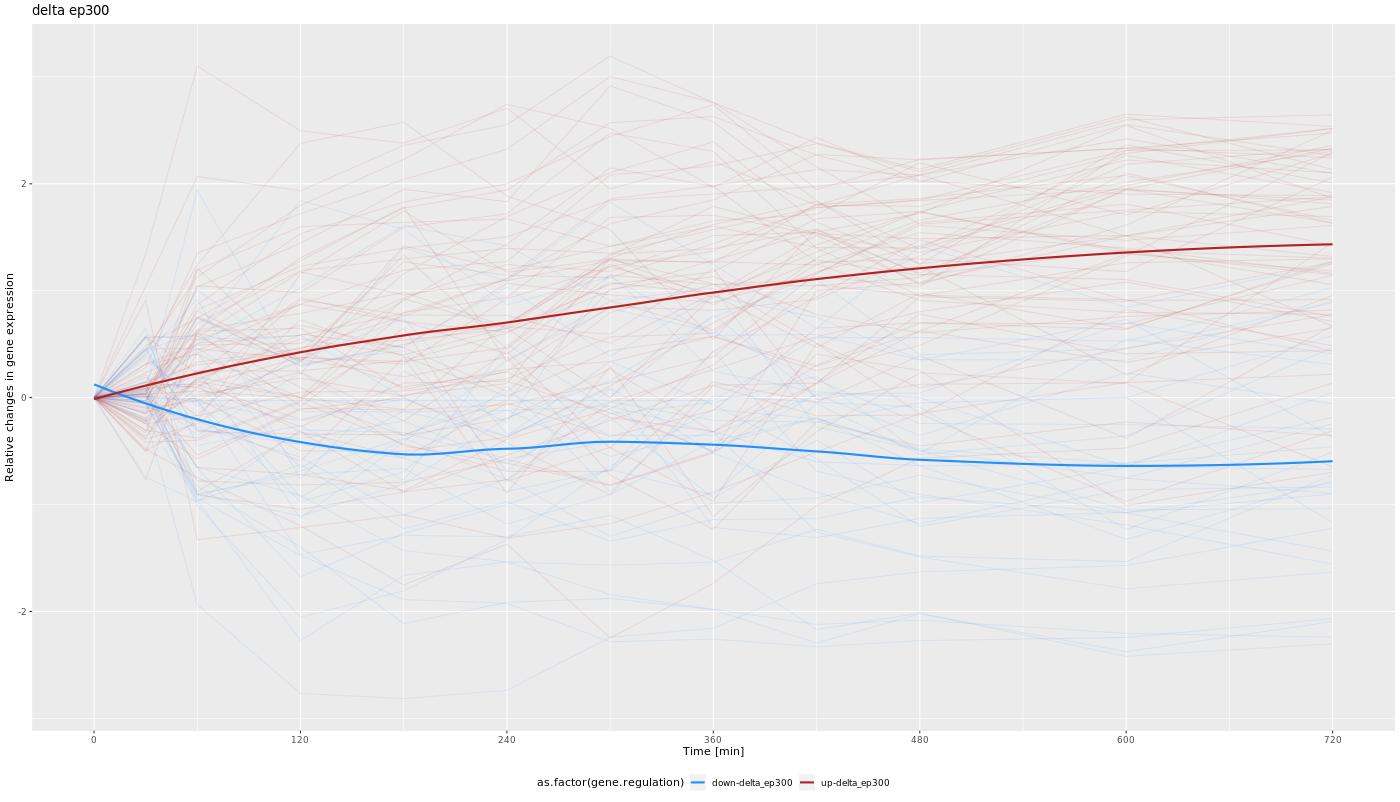 delta ep300
Relative changes in gene expression
2
0
-2
0 120 240 360 480 600 720
Time [min]
as.factor(gene.regulation) down-delta_ep300 up-delta_ep300